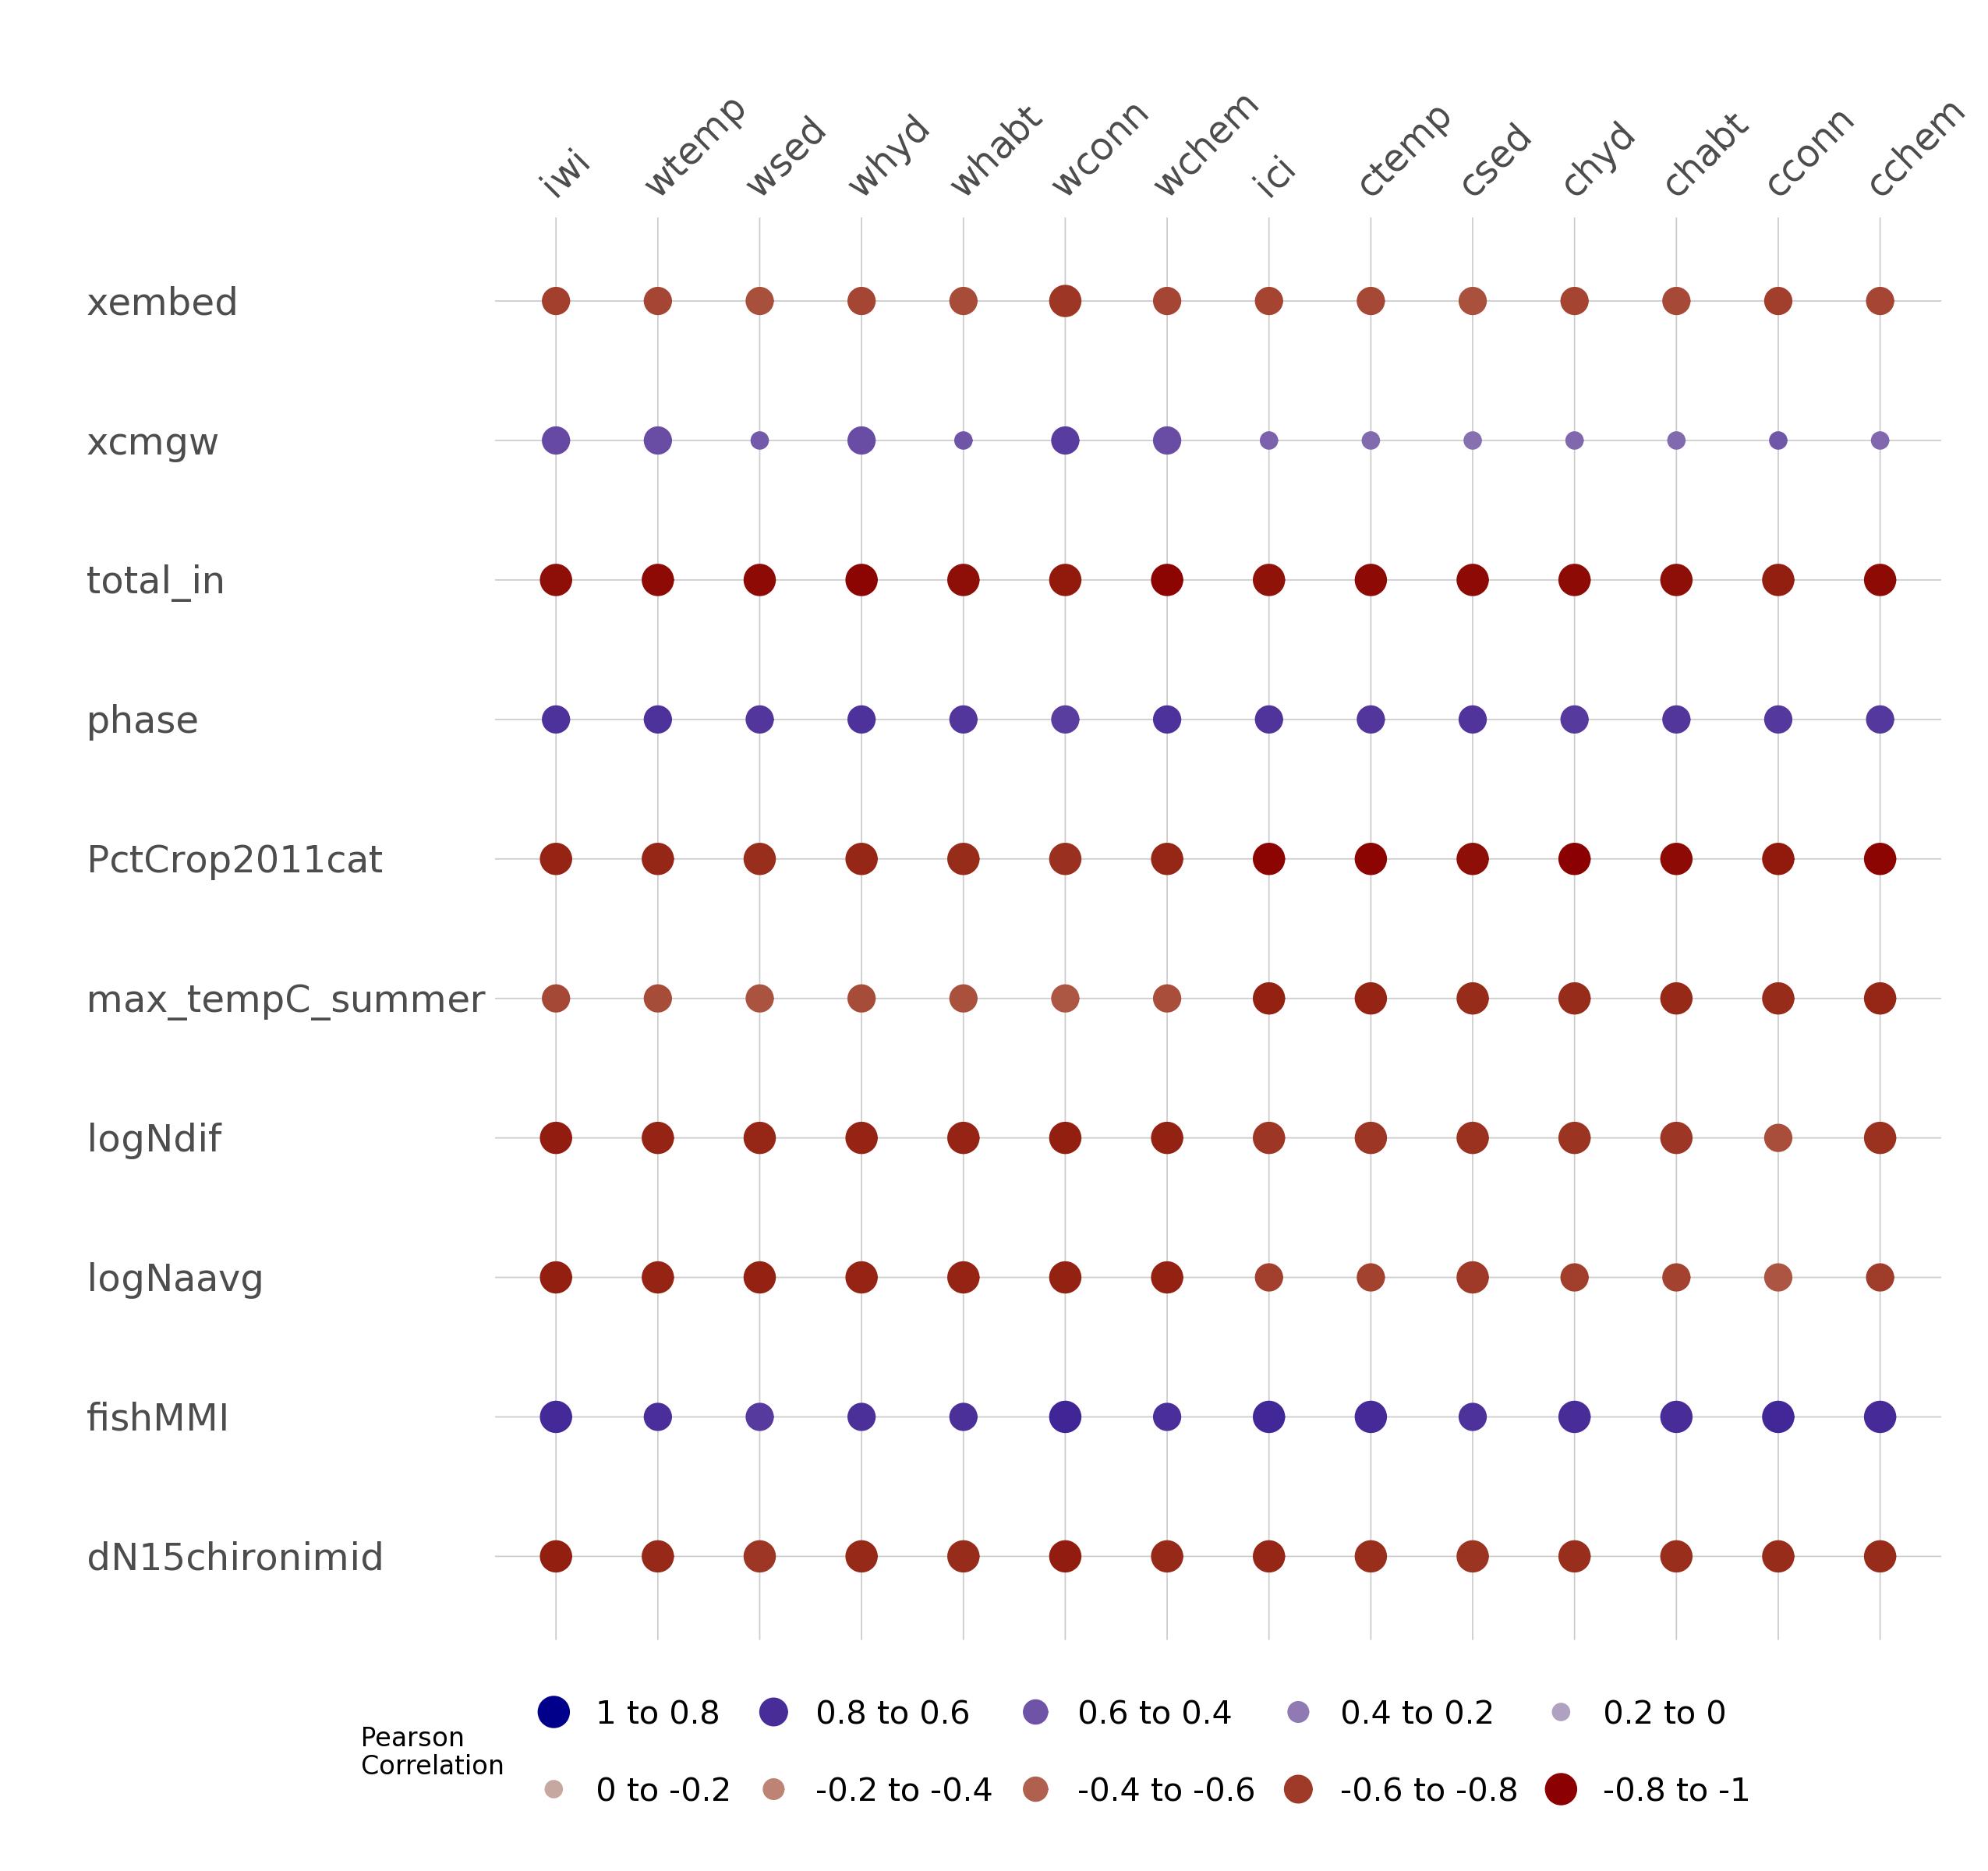 iwi
wtemp
wsed
whyd
whabt
wconn
wchem
ici
ctemp
csed
chyd
chabt
cconn
cchem
xembed
xcmgw
total_in
phase
PctCrop2011cat
max_tempC_summer
logNdif
logNaavg
fishMMI
dN15chironimid
Pearson
Correlation
1 to 0.8
0.8 to 0.6
0.6 to 0.4
0.4 to 0.2
0.2 to 0
0 to -0.2
-0.2 to -0.4
-0.4 to -0.6
-0.6 to -0.8
-0.8 to -1